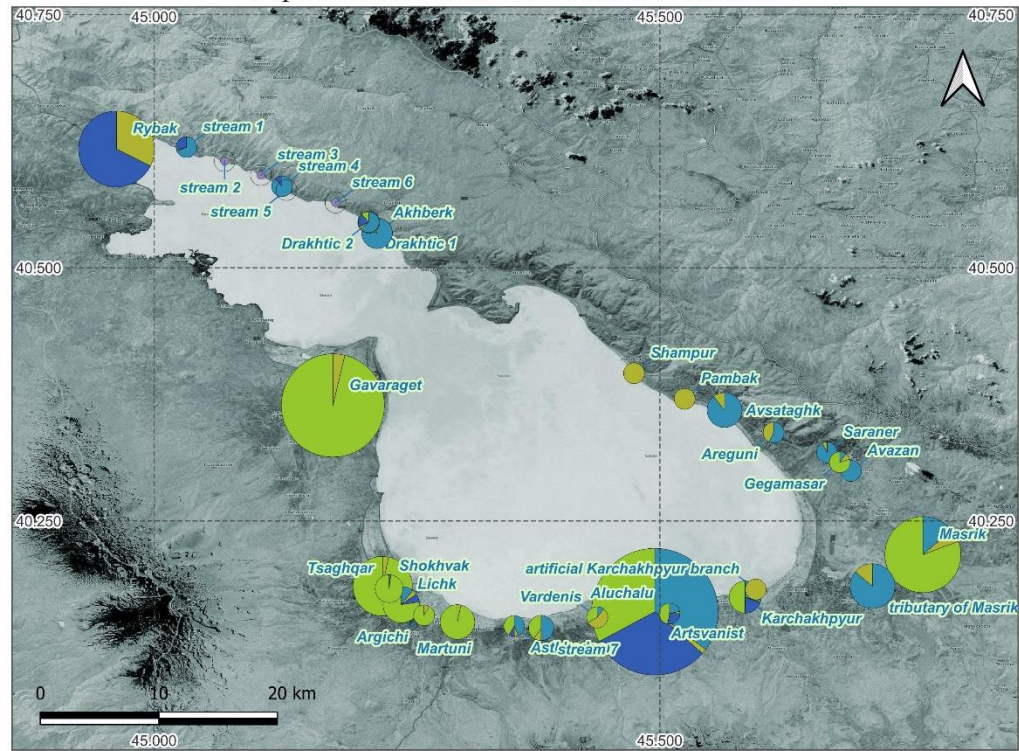 40.750
45.000
45.500
40.750
Rybak
stream 1
stream 2
stream 3
stream 4
stream 5
stream 6
Akhberk
Drakhtic 2
Drakhtic 1
40.500
40.500
Shampur
Gavaraget
Pambak
Avsataghk
Areguni
Saraner
Avazan
Gegamasar
40.250
40.250
Masrik
Tsaghqar
Shokhvak
Lichk
artificial Karchakhpyur branch
Aluchalu
Vardenis
tributary of Masrik
Karchakhpyur
Argichi
Martuni
stream 7
Artsvanist
0
10
20 km
45.000
45.500